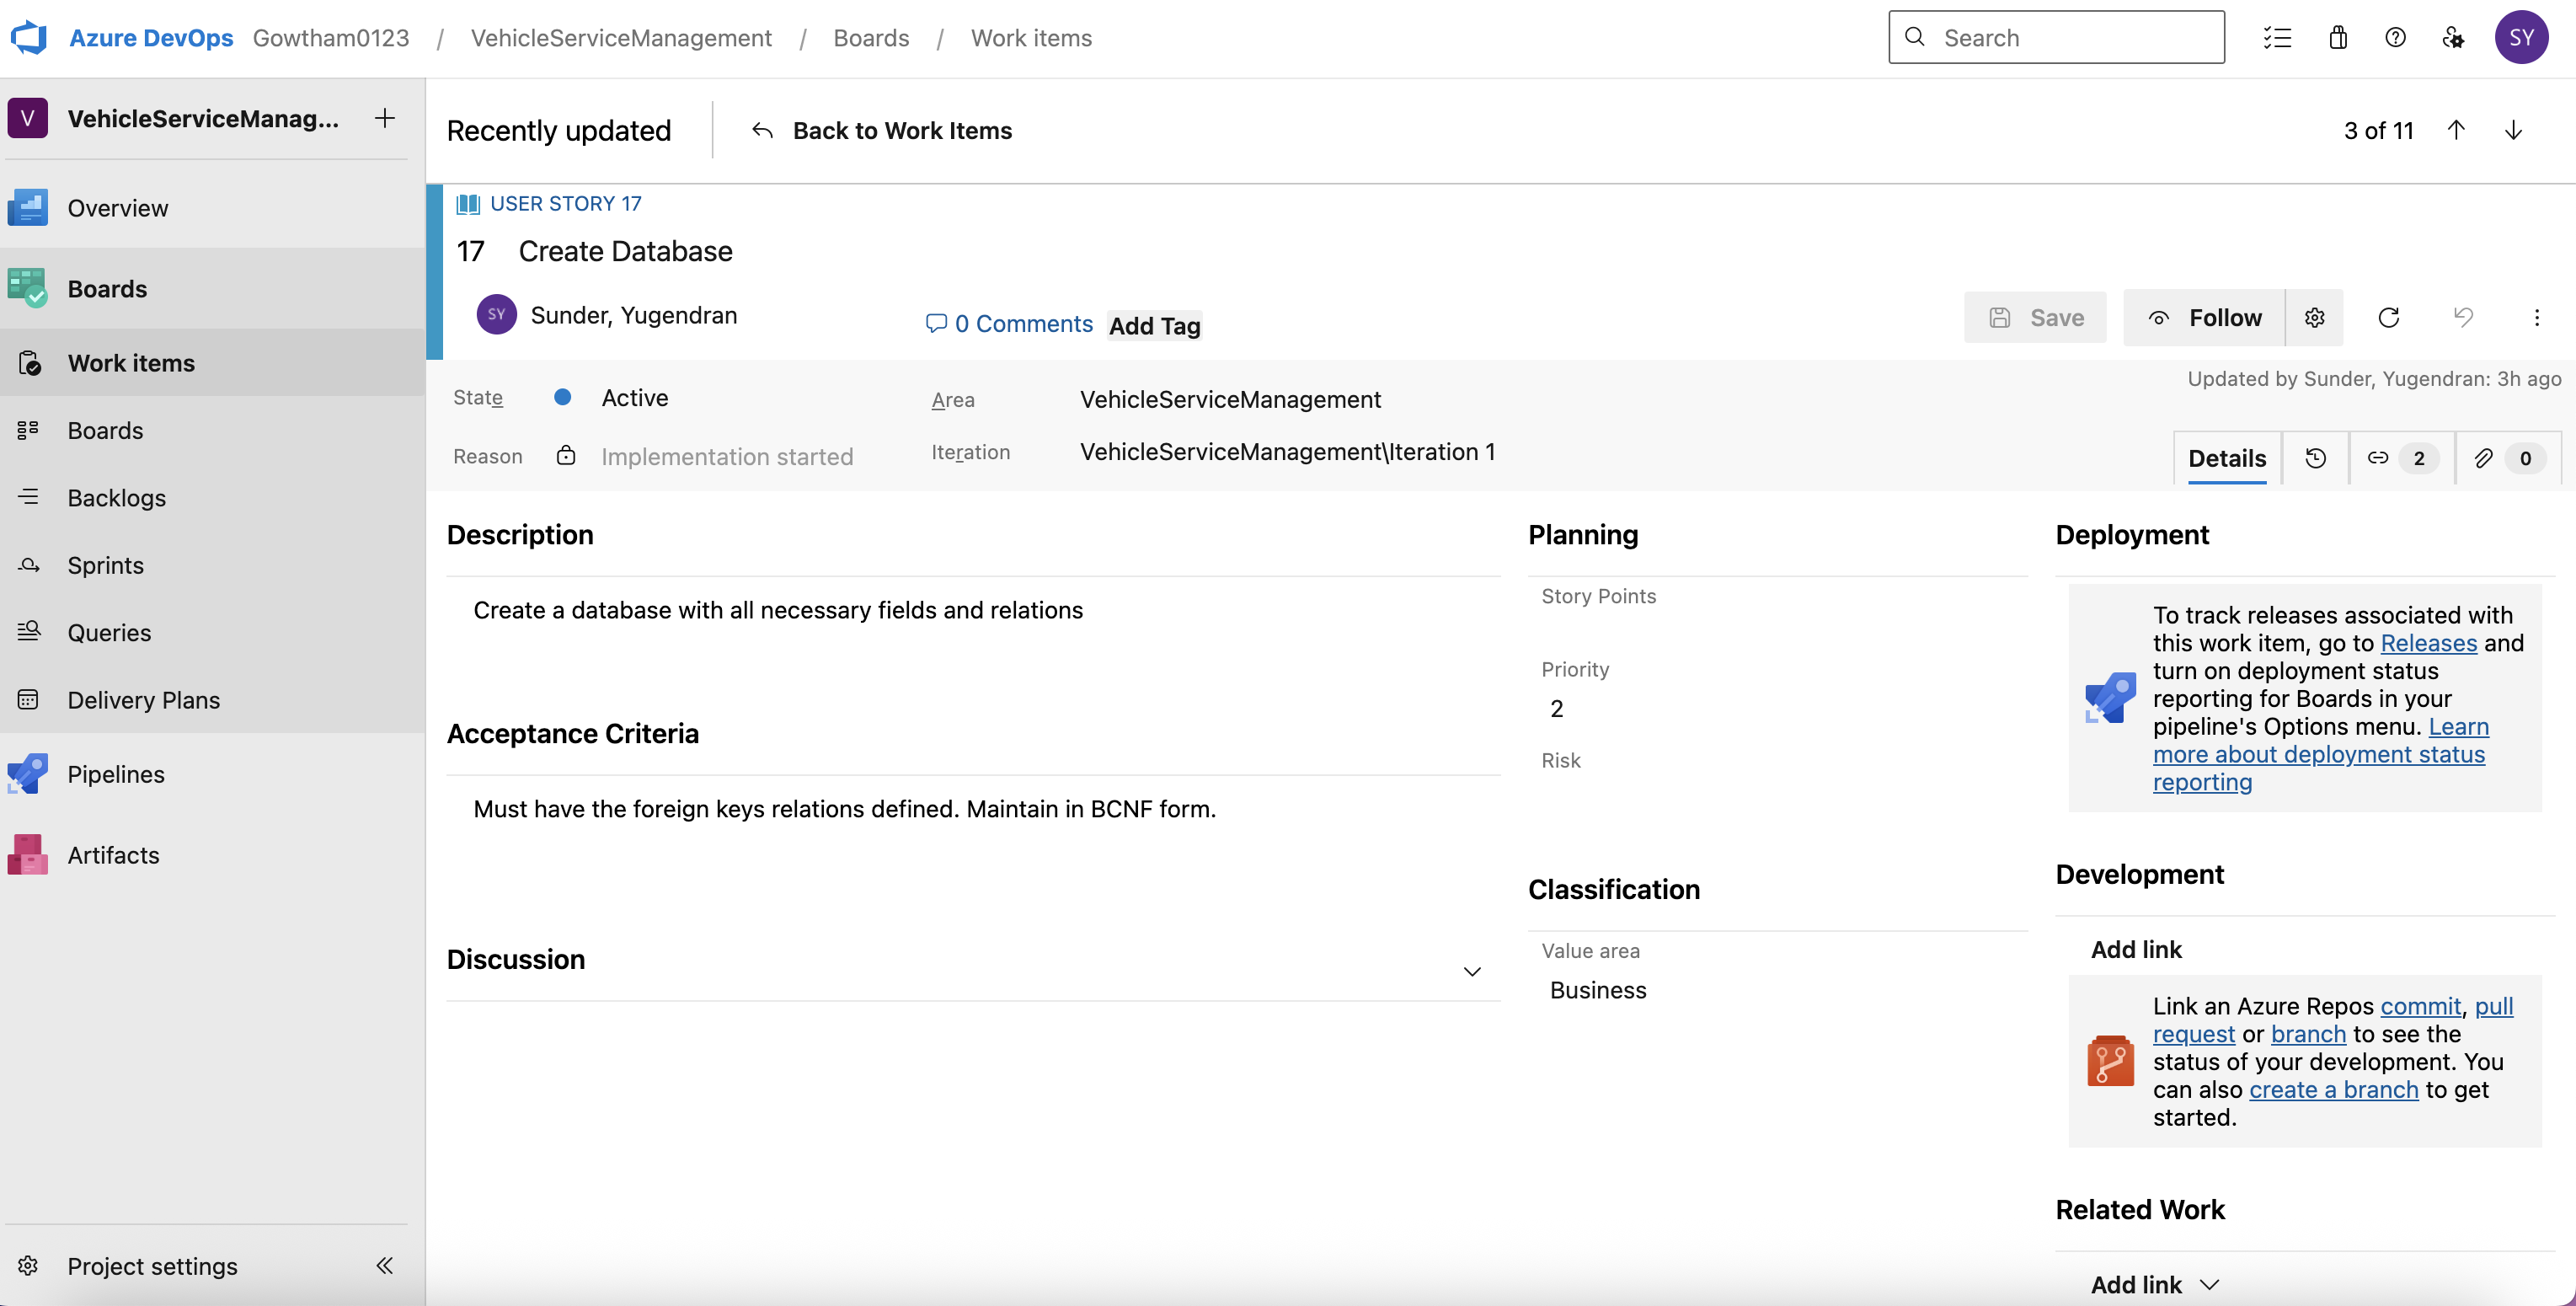 Azure DevOps Gowtham0123 / VehicleServiceManagement / Boards / Work items
Search
SY
V VehicleServiceManag...
Overview
Boards
Work items
Boards
Backlogs
Sprints
Queries
Delivery Plans
Pipelines
Artifacts
Project settings
Recently updated
Back to Work Items
3 of 11
USER STORY 17
17 Create Database
SY Sunder, Yugendran
0 Comments
Add Tag
Save
Follow
State Active
Reason Implementation started
Area VehicleServiceManagement
Iteration VehicleServiceManagement\Iteration 1
Updated by Sunder, Yugendran: 3h ago
Details
2
0
Description
Create a database with all necessary fields and relations
Acceptance Criteria
Must have the foreign keys relations defined. Maintain in BCNF form.
Discussion
Planning
Story Points
Priority
2
Risk
Classification
Value area
Business
Deployment
To track releases associated with
this work item, go to Releases and
turn on deployment status
reporting for Boards in your
pipeline's Options menu. Learn
more about deployment status
reporting
Development
Add link
Link an Azure Repos commit, pull
request or branch to see the
status of your development. You
can also create a branch to get
started.
Related Work
Add link